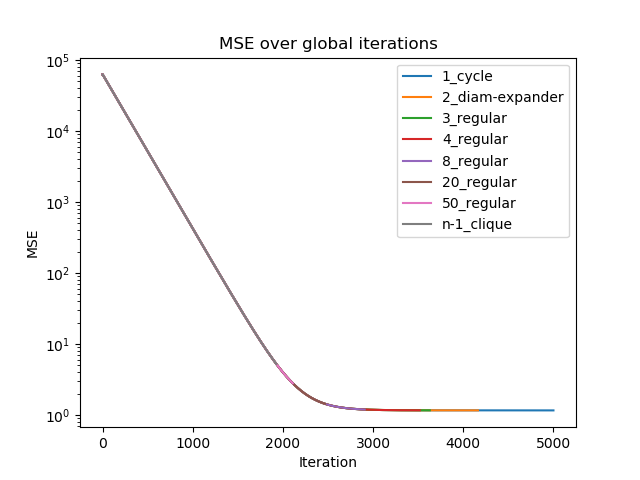 MSE over global iterations
10^5
10^4
10^3
10^2
10^1
10^0
MSE
1_cycle
2_diam-expander
3_regular
4_regular
8_regular
20_regular
50_regular
n-1_clique
0 1000 2000 3000 4000 5000
Iteration